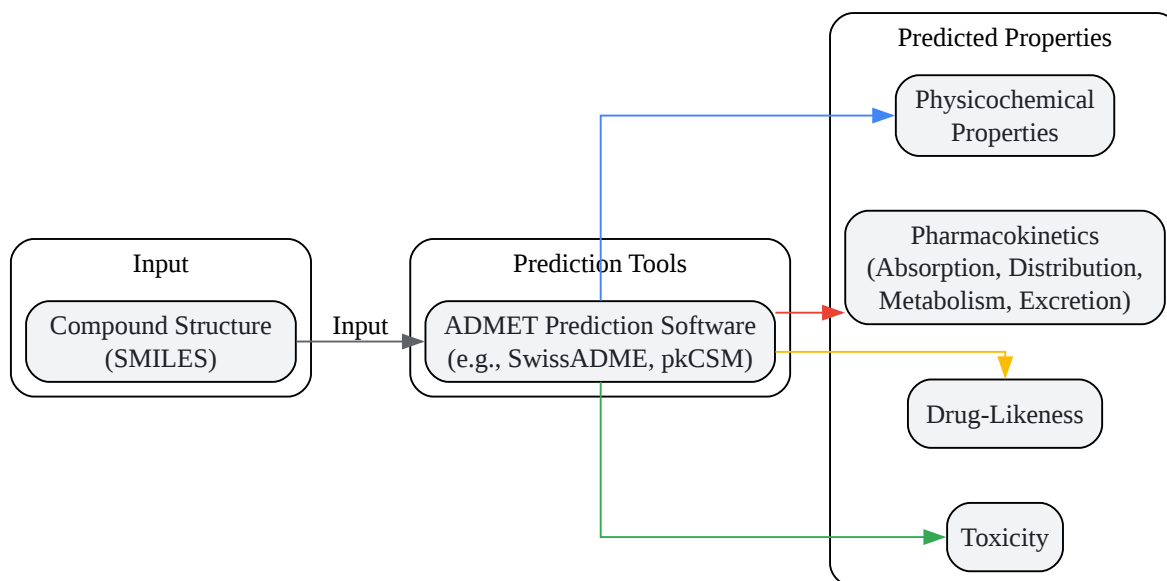 Input
Compound Structure
(SMILES)
Input
Prediction Tools
ADMET Prediction Software
(e.g., SwissADME, pkCSM)
Predicted Properties
Physicochemical
Properties
Pharmacokinetics
(Absorption, Distribution,
Metabolism, Excretion)
Drug-Likeness
Toxicity